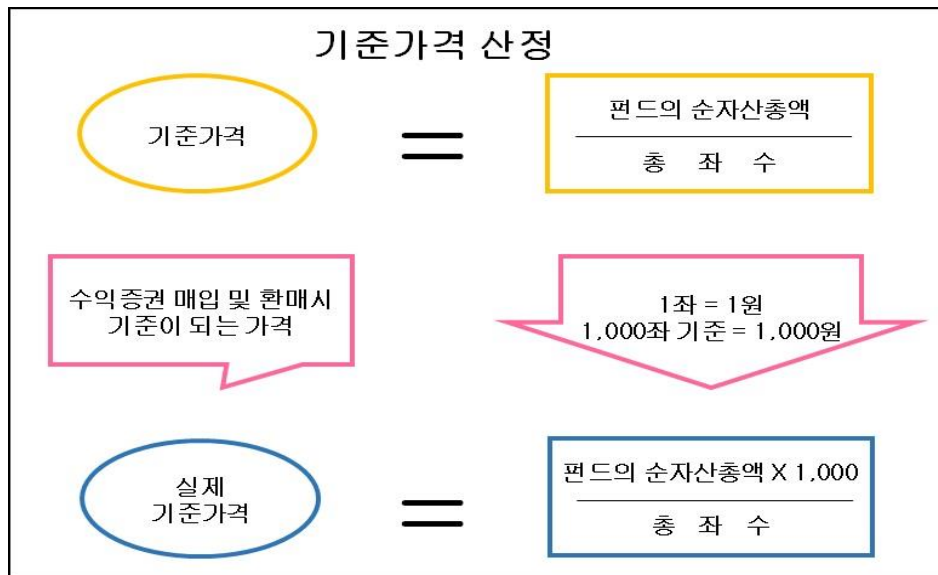 기준가격 산정
기준가격
=
펀드의 순자산총액
총 좌 수
수익증권 매입 및 환매시
기준이 되는 가격
1좌 = 1원
1,000좌 기준 = 1,000원
실제
기준가격
=
펀드의 순자산총액 X 1,000
총 좌 수